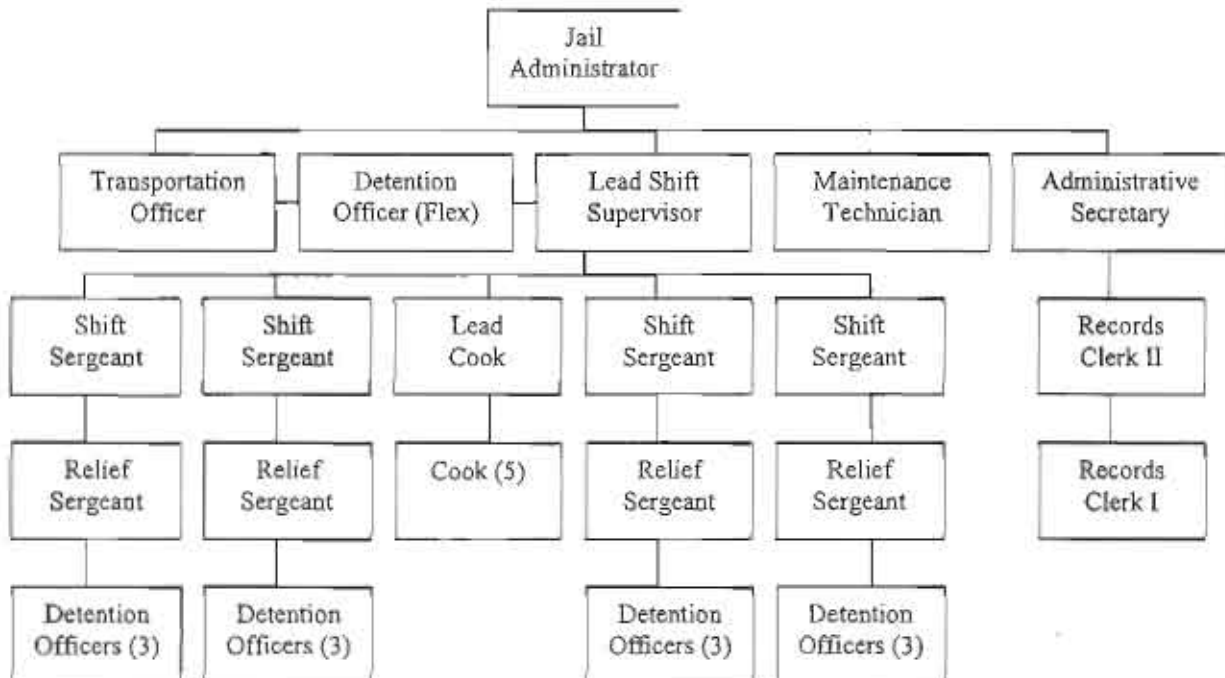 Jail
Administrator
Transportation
Officer
Detention
Officer (Flex)
Lead Shift
Supervisor
Maintenance
Technician
Administrative
Secretary
Shift
Sergeant
Shift
Sergeant
Lead
Cook
Shift
Sergeant
Shift
Sergeant
Records
Clerk II
Relief
Sergeant
Relief
Sergeant
Cook (5)
Relief
Sergeant
Relief
Sergeant
Records
Clerk I
Detention
Officers (3)
Detention
Officers (3)
Detention
Officers (3)
Detention
Officers (3)